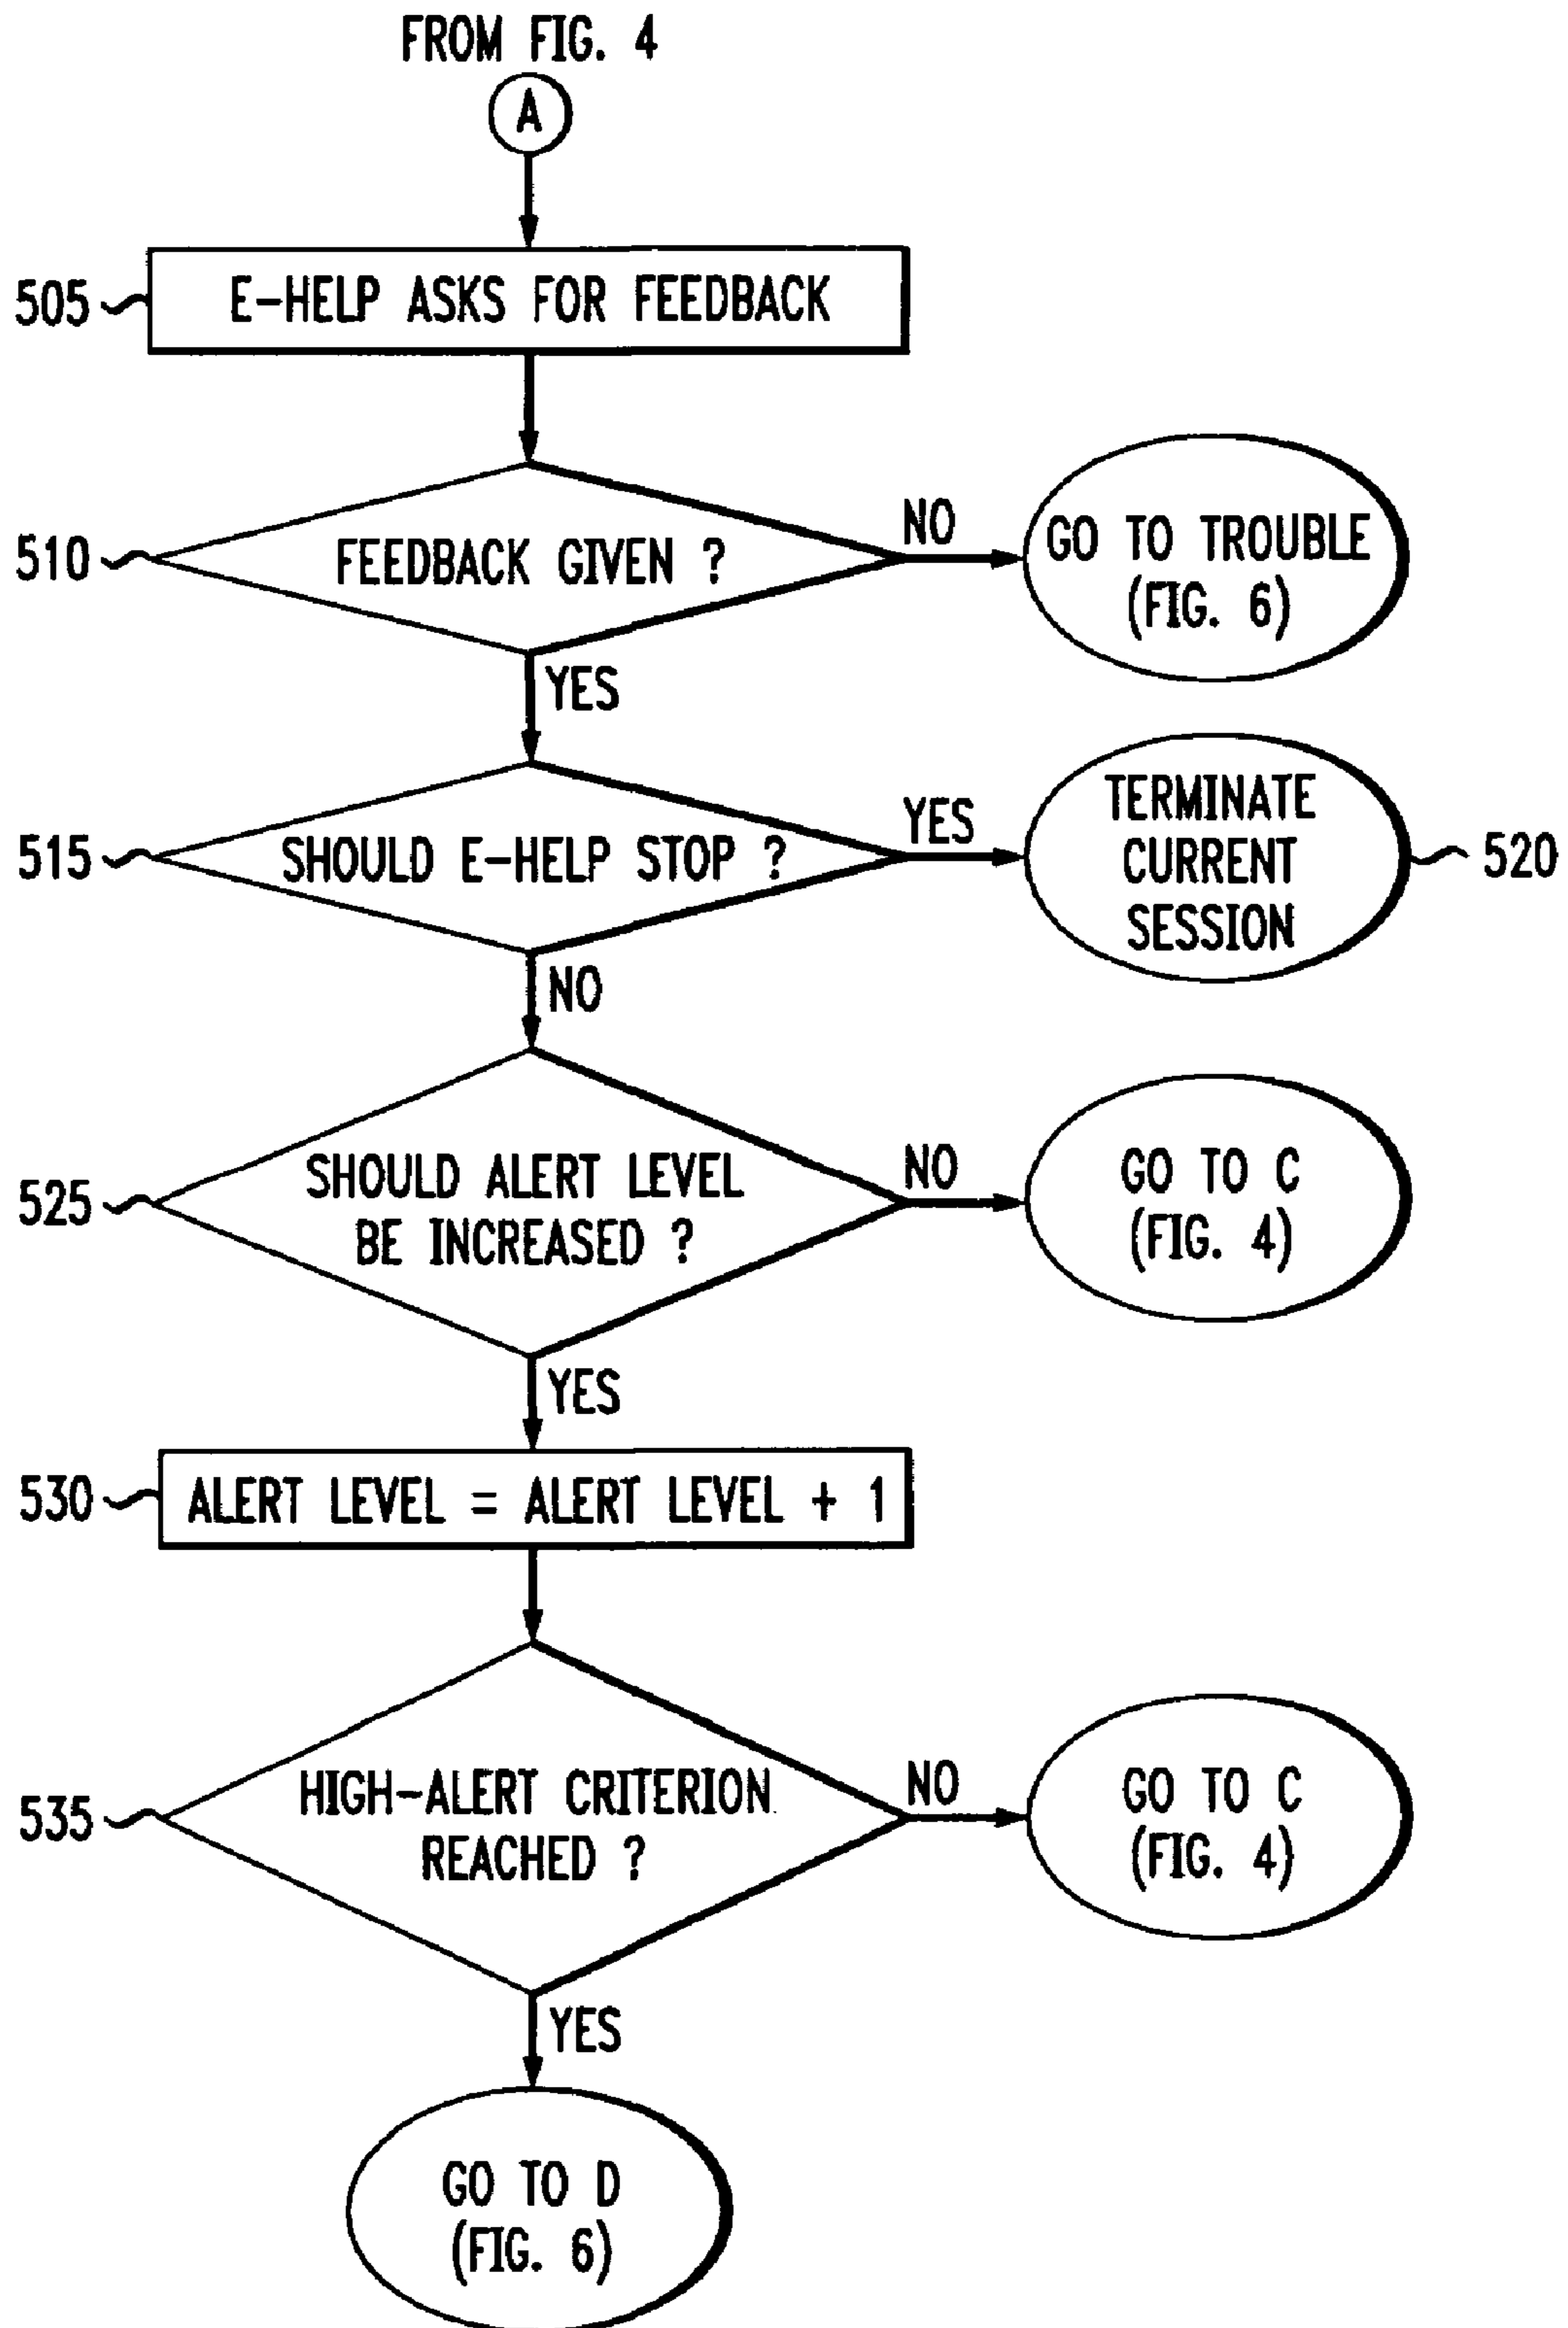 FROM FIG. 4
A
505
E-HELP ASKS FOR FEEDBACK
510
FEEDBACK GIVEN ?
NO
GO TO TROUBLE
(FIG. 6)
YES
515
SHOULD E-HELP STOP ?
YES
TERMINATE
CURRENT
SESSION
520
NO
525
SHOULD ALERT LEVEL
BE INCREASED ?
NO
GO TO C
(FIG. 4)
YES
530
ALERT LEVEL = ALERT LEVEL + 1
535
HIGH-ALERT CRITERION
REACHED ?
NO
GO TO C
(FIG. 4)
YES
GO TO D
(FIG. 6)